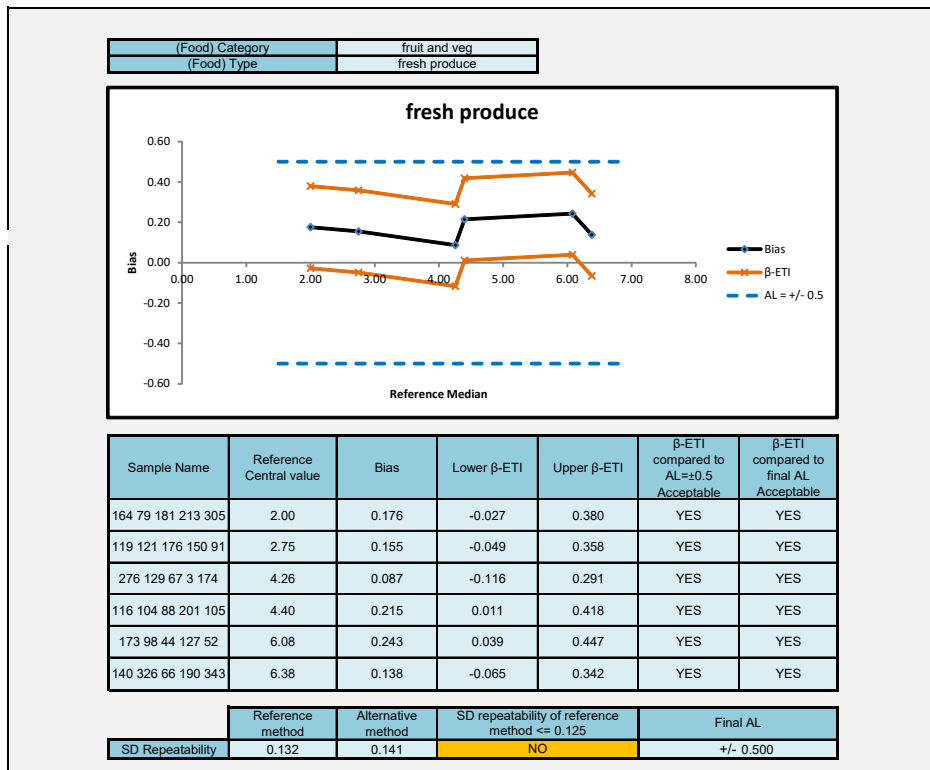 (Food) Category fruit and veg
(Food) Type fresh produce
fresh produce
0.60
0.40
0.20
0.00
-0.20
-0.40
-0.60
0.00 1.00 2.00 3.00 4.00 5.00 6.00 7.00 8.00
Bias
Reference Median
Bias
β-ETI
AL = +/- 0.5
Sample Name Reference Central value Bias Lower β-ETI Upper β-ETI β-ETI compared to AL=±0.5 Acceptable β-ETI compared to final AL Acceptable
164 79 181 213 305 2.00 0.176 -0.027 0.380 YES YES
119 121 176 150 91 2.75 0.155 -0.049 0.358 YES YES
276 129 67 3 174 4.26 0.087 -0.116 0.291 YES YES
116 104 88 201 105 4.40 0.215 0.011 0.418 YES YES
173 98 44 127 52 6.08 0.243 0.039 0.447 YES YES
140 326 66 190 343 6.38 0.138 -0.065 0.342 YES YES
Reference method Alternative method SD repeatability of reference method <= 0.125 Final AL
SD Repeatability 0.132 0.141 NO +/- 0.500